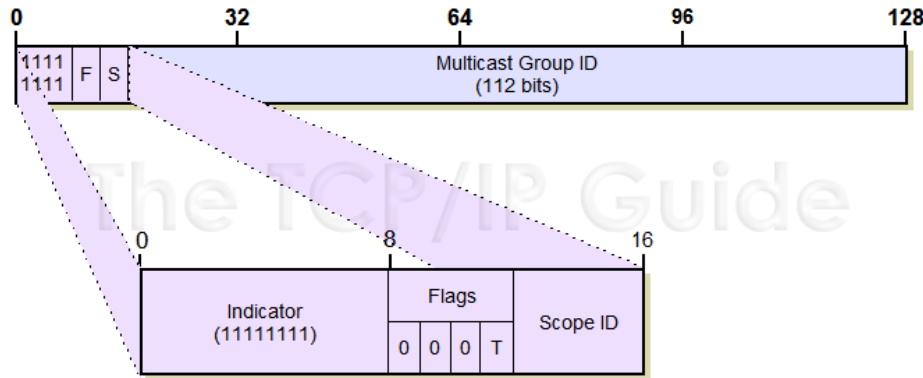 0 32 64 96 128
1111
1111
F S
Multicast Group ID
(112 bits)
The TCP/IP Guide
0 8 16
Indicator
(11111111)
Flags
0 0 0 T
Scope ID